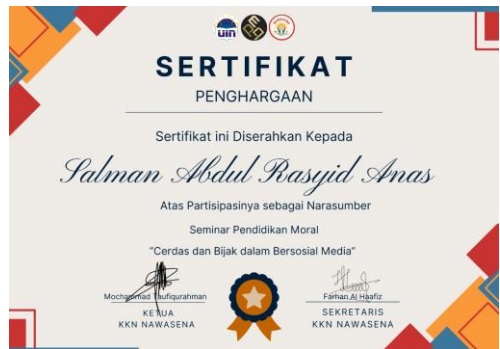 uin
SERTIFIKAT
PENGHARGAAN
Sertifikat ini Diserahkan Kepada
Salman Abdul Rasyid Anas
Atas Partisipasinya sebagai Narasumber
Seminar Pendidikan Moral
"Cerdas dan Bijak dalam Bersosial Media"
Mochammad Taufiqurahman
KETUA
KKN NAWASENA
Farhan Al Haafiz
SEKRETARIS
KKN NAWASENA